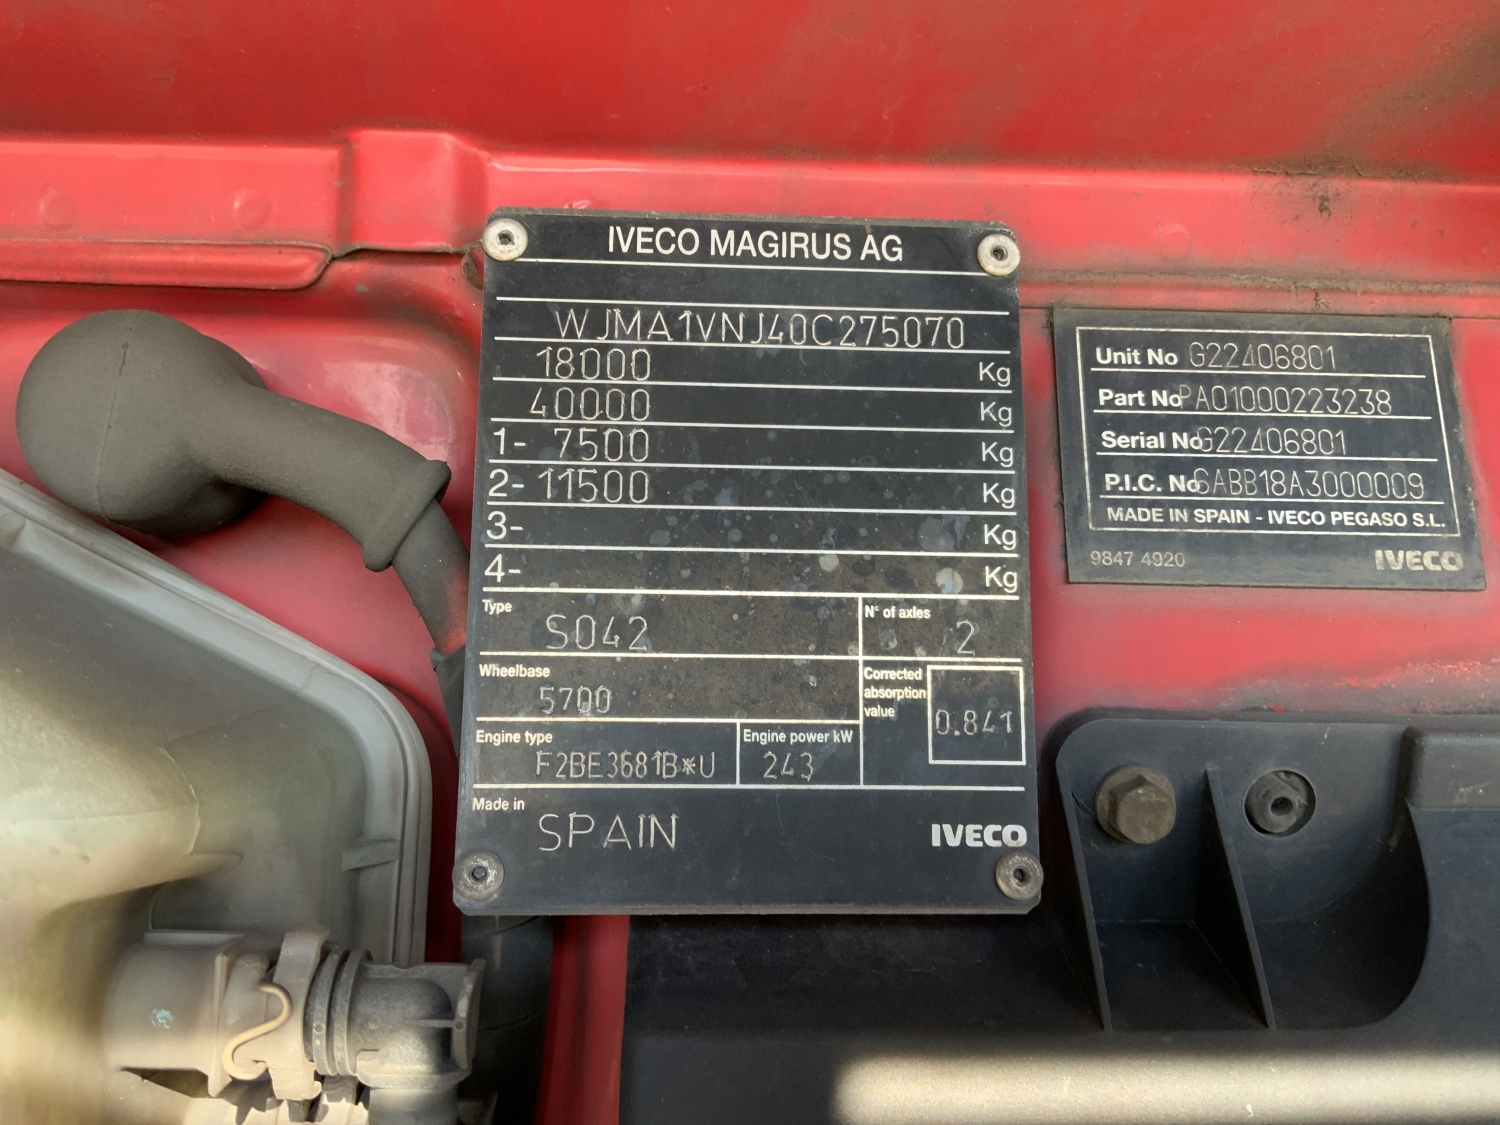 IVECO MAGIRUS AG
WJMA1VNJ40C275070
18000 Kg
40000 Kg
1- 7500 Kg
2- 11500 Kg
3- Kg
4- Kg
Type S042
N° of axles 2
Wheelbase 5700
Corrected absorption value 0.841
Engine type F2BE3681B*U
Engine power kW 243
Made in SPAIN
IVECO
Unit No G22406801
Part No PA01000223238
Serial No G22406801
P.I.C. No 6ABB18A3000009
MADE IN SPAIN - IVECO PEGASO S.L.
9847 4920 IVECO